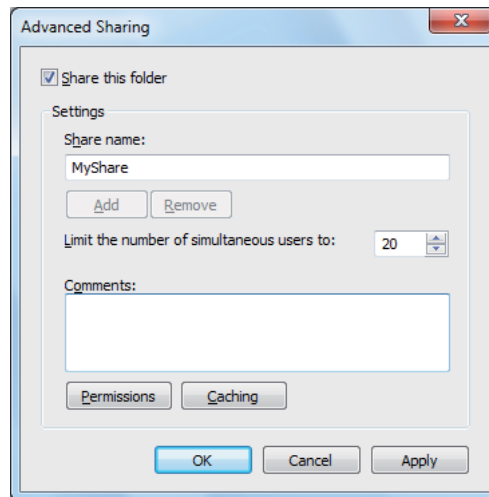 Advanced Sharing
Share this folder
Settings
Share name:
MyShare
Add Remove
Limit the number of simultaneous users to: 20
Comments:
Permissions Caching
OK Cancel Apply